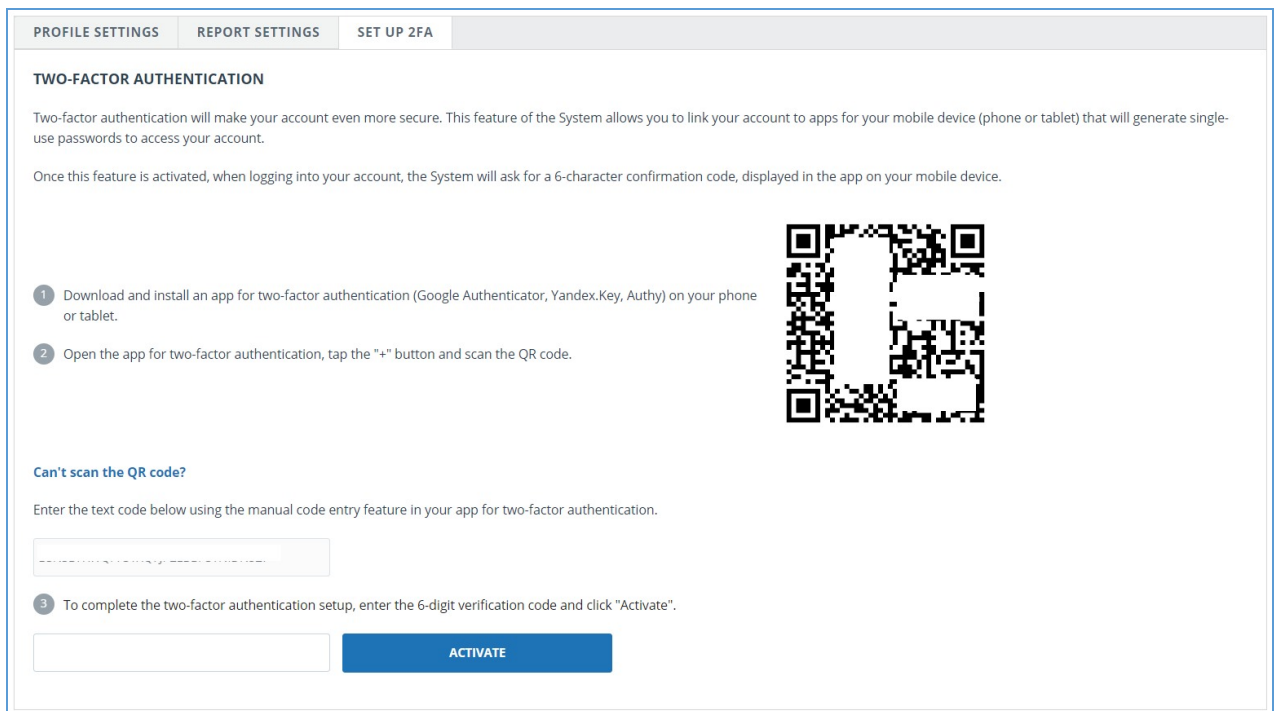 PROFILE SETTINGS REPORT SETTINGS SET UP 2FA
TWO-FACTOR AUTHENTICATION
Two-factor authentication will make your account even more secure. This feature of the System allows you to link your account to apps for your mobile device (phone or tablet) that will generate single-
use passwords to access your account.
Once this feature is activated, when logging into your account, the System will ask for a 6-character confirmation code, displayed in the app on your mobile device.
1 Download and install an app for two-factor authentication (Google Authenticator, Yandex.Key, Authy) on your phone
or tablet.
2 Open the app for two-factor authentication, tap the "+" button and scan the QR code.
Can't scan the QR code?
Enter the text code below using the manual code entry feature in your app for two-factor authentication.
3 To complete the two-factor authentication setup, enter the 6-digit verification code and click "Activate".
ACTIVATE